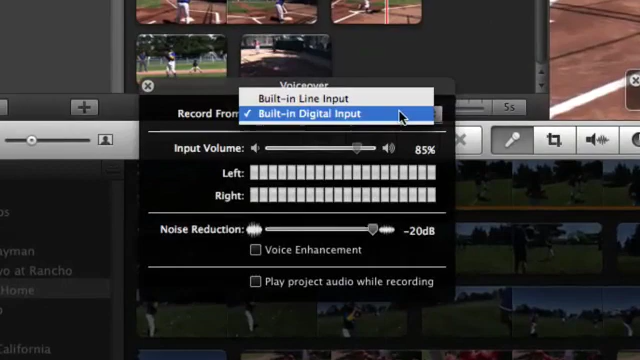 Voiceover
Built-in Line Input
Record From: ✓ Built-in Digital Input
5s
Input Volume: 85%
Left:
Right:
Noise Reduction: -20dB
Voice Enhancement
Play project audio while recording
ayman
vo at Rancho
Home
California